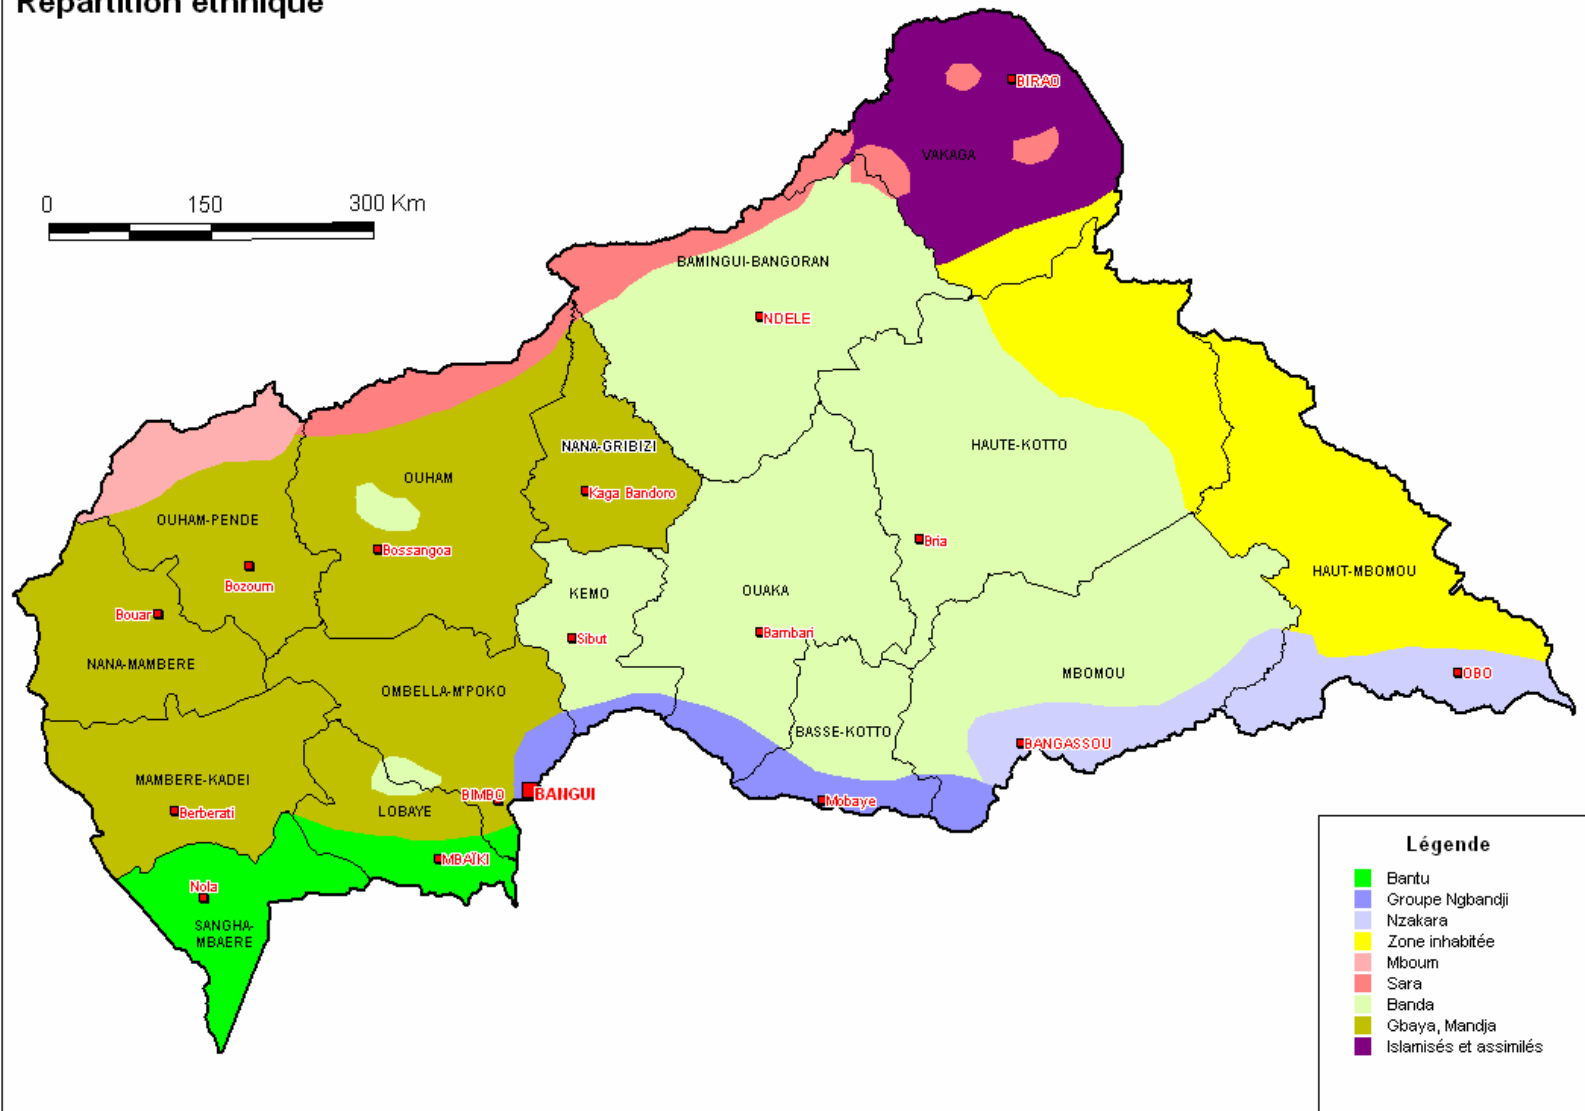 Répartition ethnique
BIRAO
VAKAGA
0 150 300 Km
BAMINGUI-BANGORAN
NDELE
HAUTE-KOTTO
NANA-GRIBIZI
OUHAM
Kaga Bandoro
OUHAM-PENDE
Bossangoa
Bria
Bozoum
HAUT-MBOMOU
KEMO
OUAKA
Bouar
Sibut
Bambari
NANA-MAMBERE
MBOMOU
OBO
OMBELLA-M'POKO
BASSE-KOTTO
BANGASSOU
MAMBERE-KADEI
BIMBO
BANGUI
Mobaye
Berberati
LOBAYE
MBAÏKI
Nola
SANGHA-
MBAERE
Légende
Bantu
Groupe Ngbandji
Nzakara
Zone inhabitée
Mboum
Sara
Banda
Gbaya, Mandja
Islamisés et assimilés